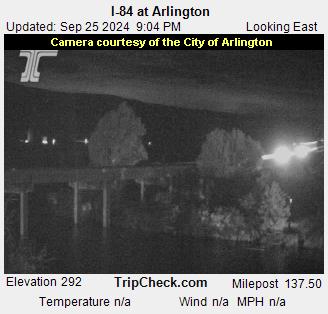 I-84 at Arlington
Updated: Sep 25 2024 9:04 PM Looking East
Camera courtesy of the City of Arlington
Elevation 292 TripCheck.com Milepost 137.50
Temperature n/a Wind n/a MPH n/a